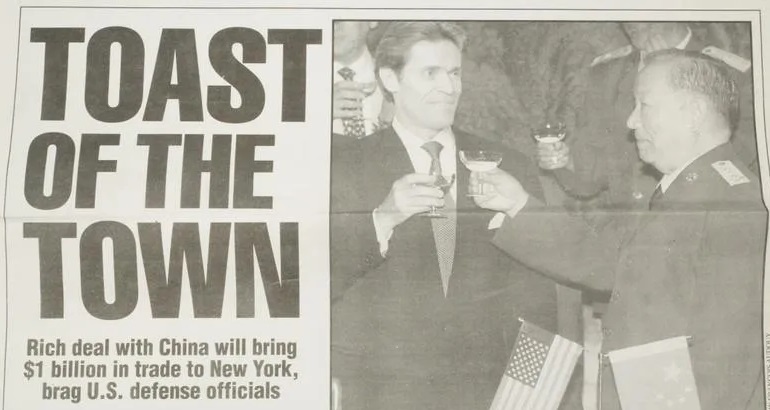 TOAST
OF THE
TOWN
Rich deal with China will bring
$1 billion in trade to New York,
brag U.S. defense officials